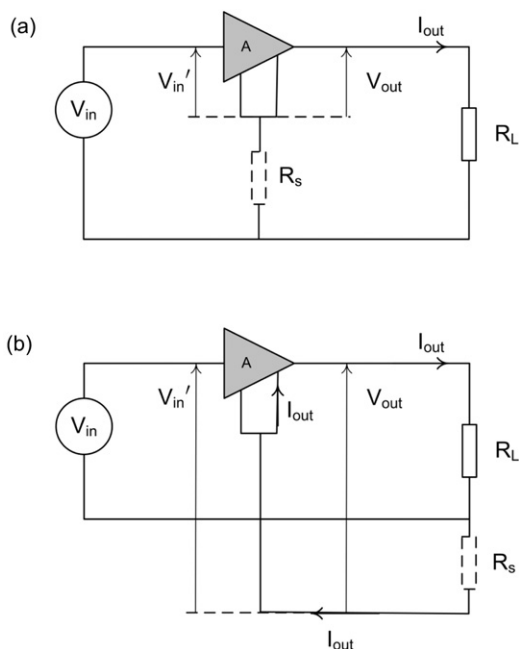 (a)
A
I_out
V_in′
V_out
V_in
R_L
R_s
(b)
A
I_out
V_in′
I_out
V_out
V_in
R_L
R_s
I_out